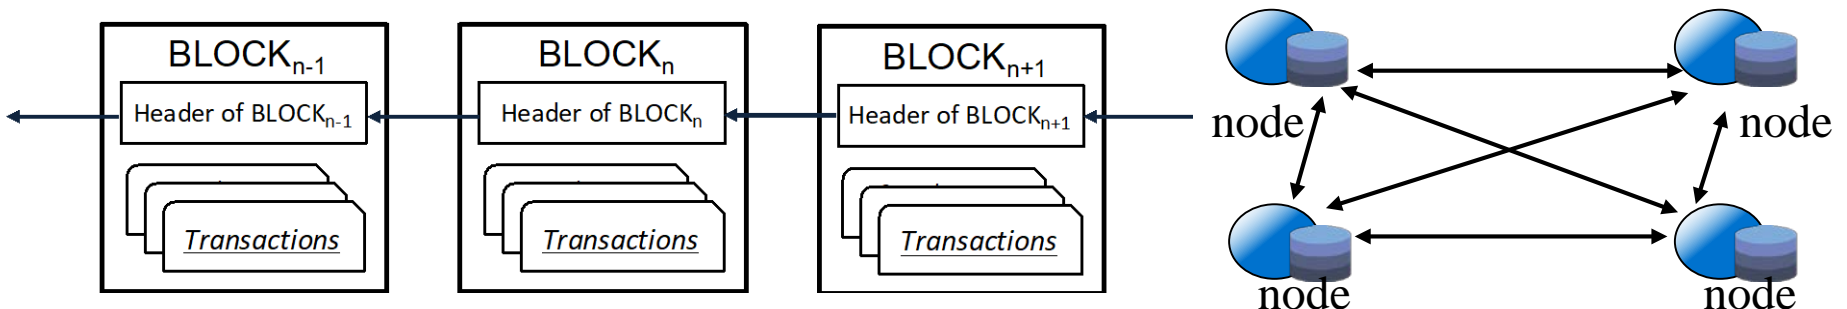 BLOCKn-1
Header of BLOCKn-1
Transactions
BLOCKn
Header of BLOCKn
Transactions
BLOCKn+1
Header of BLOCKn+1
Transactions
node
node
node
node